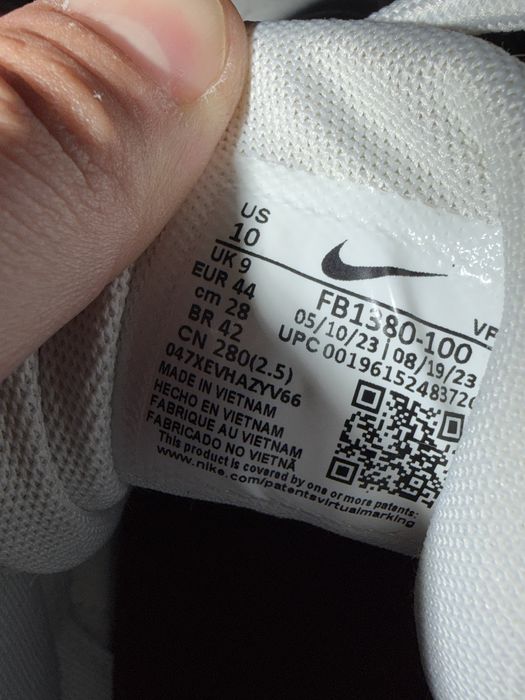 US
10
UK 9
EUR 44
cm 28
BR 42
CN 280(2.5)
047XEVHAZYV66
MADE IN VIETNAM
HECHO EN VIETNAM
FABRIQUE AU VIETNAM
FABRICADO NO VIETNÃ
This product is covered by one or more patents:
www.nike.com/patentsvirtualmarking
FB1380-100
05/10/23 | 08/19/23
UPC 0019615248372